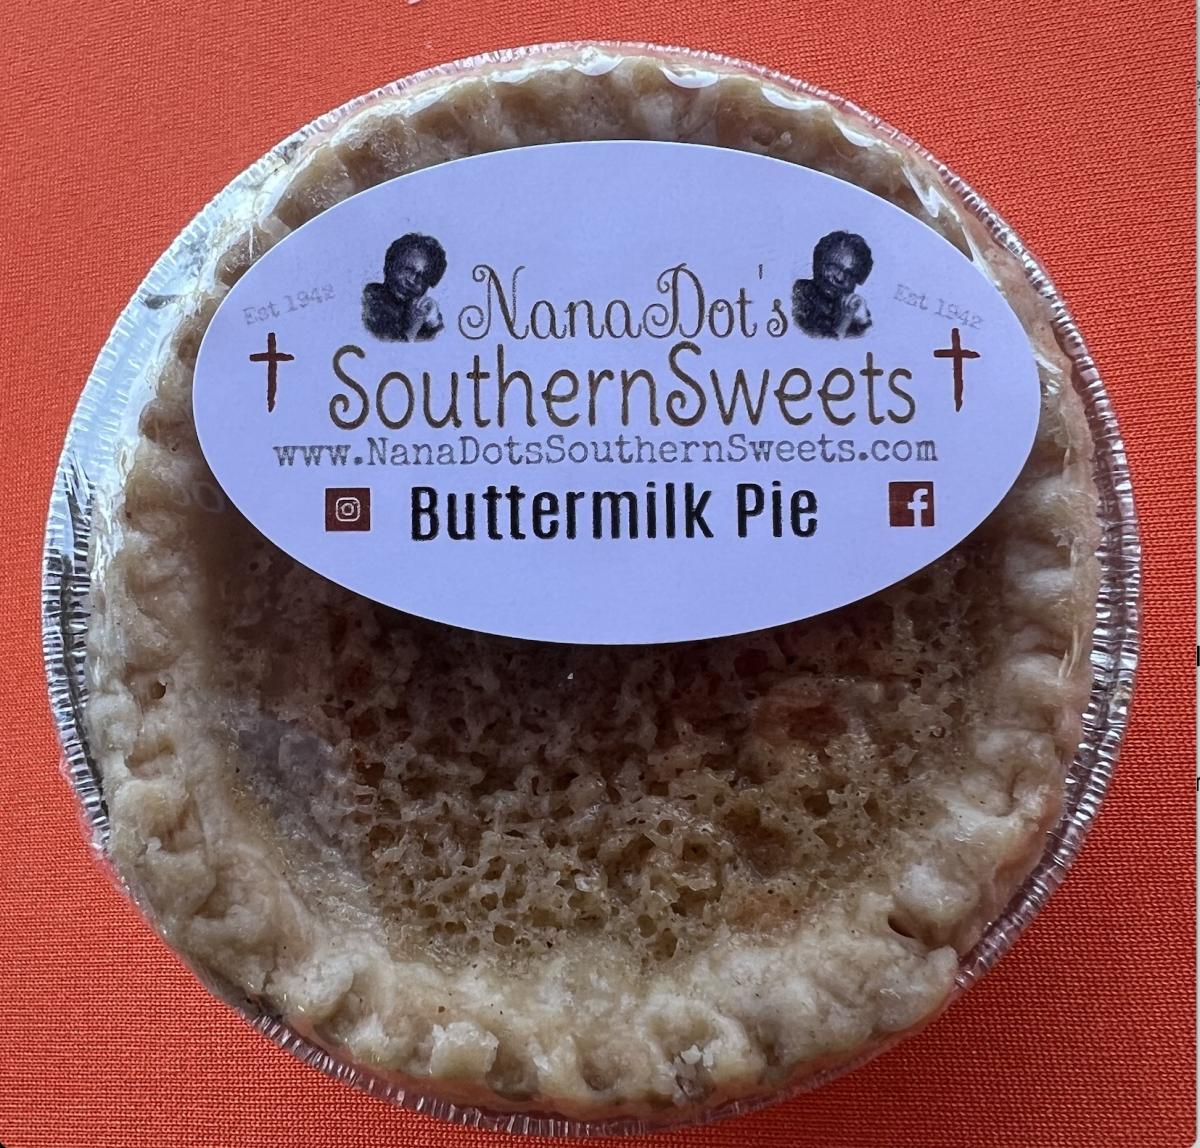 Est 1942
NanaDot's
Est 1942
SouthernSweets
www.NanaDotsSouthernSweets.com
Buttermilk Pie